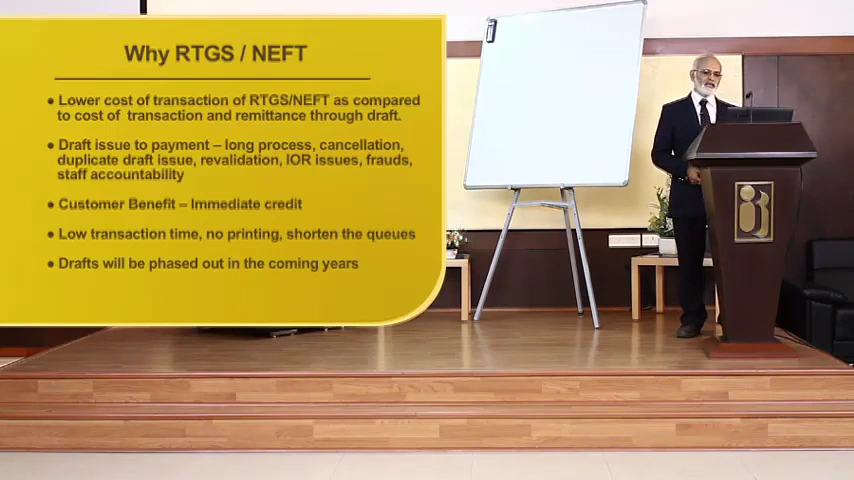 Why RTGS / NEFT
• Lower cost of transaction of RTGS/NEFT as compared
to cost of transaction and remittance through draft.
• Draft issue to payment – long process, cancellation,
duplicate draft issue, revalidation, IOR issues, frauds,
staff accountability
• Customer Benefit – Immediate credit
• Low transaction time, no printing, shorten the queues
• Drafts will be phased out in the coming years